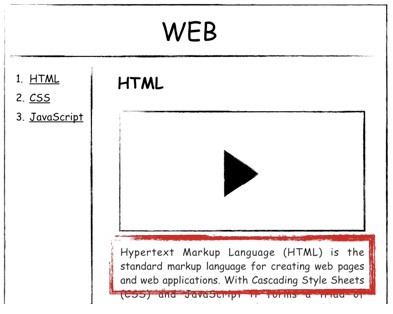 WEB
1. HTML
2. CSS
3. JavaScript
HTML
Hypertext Markup Language (HTML) is the
standard markup language for creating web pages
and web applications. With Cascading Style Sheets
(CSS) and JavaScript it forms a triad of